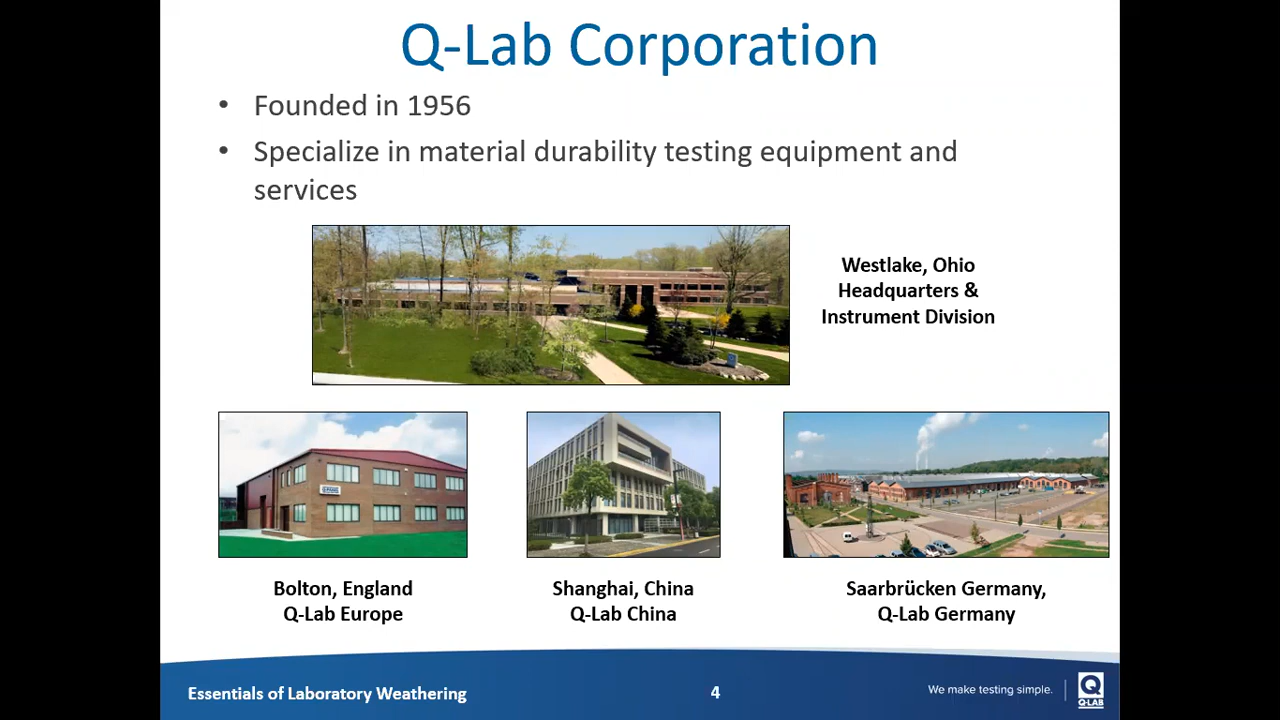 Q-Lab Corporation
• Founded in 1956
• Specialize in material durability testing equipment and
services
Westlake, Ohio
Headquarters &
Instrument Division
Bolton, England
Q-Lab Europe
Shanghai, China
Q-Lab China
Saarbrücken Germany,
Q-Lab Germany
Essentials of Laboratory Weathering
4
We make testing simple.
Q
Q-LAB